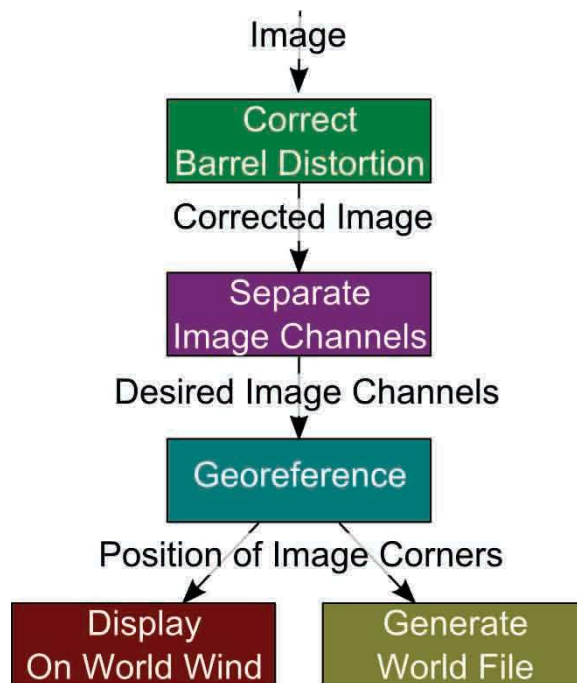 Image
Correct
Barrel Distortion
Corrected Image
Separate
Image Channels
Desired Image Channels
Georeference
Position of Image Corners
Display
On World Wind
Generate
World File